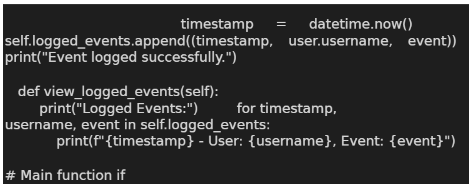 timestamp = datetime.now()
self.logged_events.append((timestamp, user.username, event))
print("Event logged successfully.")
def view_logged_events(self):
print("Logged Events:") for timestamp,
username, event in self.logged_events:
print(f"{timestamp} - User: {username}, Event: {event}")
# Main function if